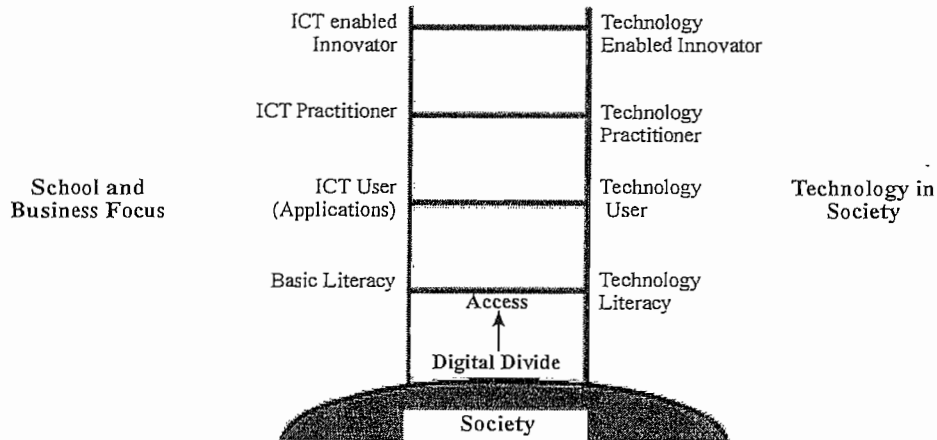 ICT enabled
Innovator
Technology
Enabled Innovator
ICT Practitioner
Technology
Practitioner
School and
Business Focus
ICT User
(Applications)
Technology
User
Technology in
Society
Basic Literacy
Technology
Literacy
Access
Digital Divide
Society